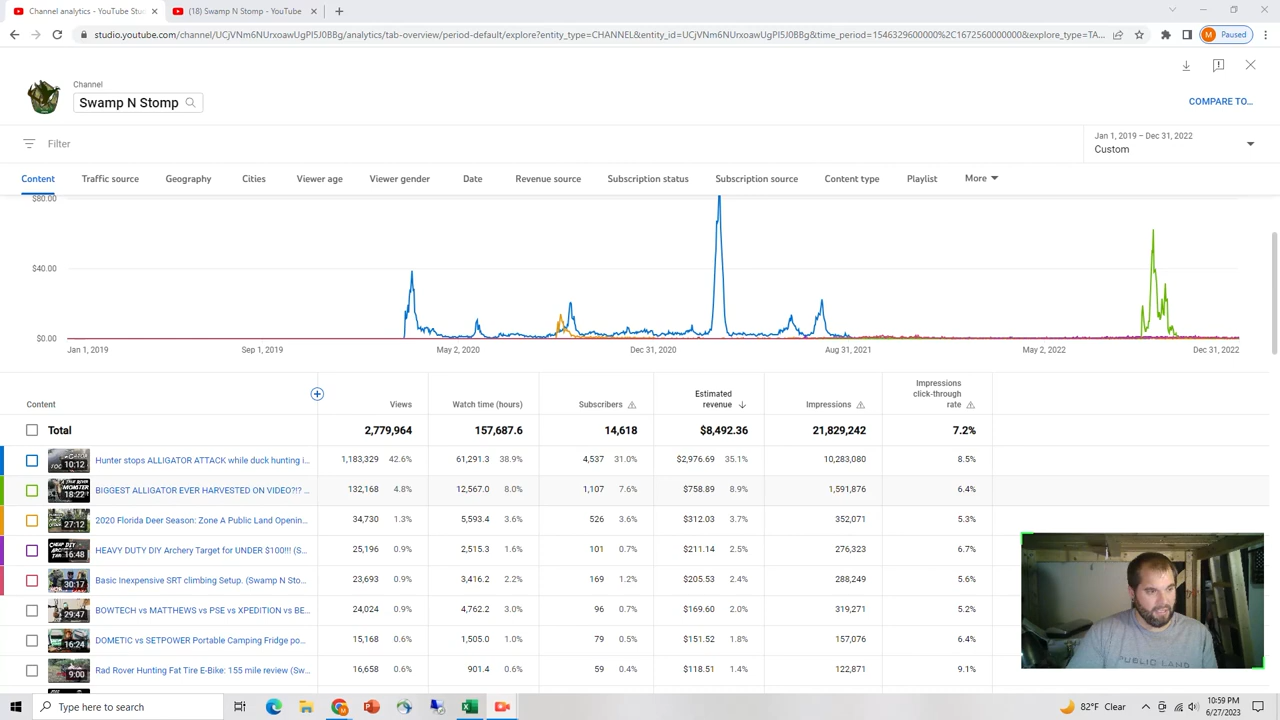 Channel analytics - YouTube Stu
(18) Swamp N Stomp - YouTube
studio.youtube.com/channel/UCjVNm6NUrxoawUgPI5J0BBg/analytics/tab-overview/period-default/explore?entity_type=CHANNEL&entity_id=UCjVNm6NUrxoawUgPI5J0BBg&time_period=1546329600000%2C1672560000000&explore_type=TA...
M Paused
Channel
Swamp N Stomp
COMPARE TO...
Filter
Jan 1, 2019 – Dec 31, 2022
Custom
Content Traffic source Geography Cities Viewer age Viewer gender Date Revenue source Subscription status Subscription source Content type Playlist More
$80.00
$40.00
$0.00
Jan 1, 2019 Sep 1, 2019 May 2, 2020 Dec 31, 2020 Aug 31, 2021 May 2, 2022 Dec 31, 2022
Content Views Watch time (hours) Subscribers Estimated revenue Impressions Impressions click-through rate
Total 2,779,964 157,687.6 14,618 $8,492.36 21,829,242 7.2%
10:12 Hunter stops ALLIGATOR ATTACK while duck hunting i... 1,183,329 42.6% 61,291.3 38.9% 4,537 31.0% $2,976.69 35.1% 10,283,080 8.5%
18:22 BIGGEST ALLIGATOR EVER HARVESTED ON VIDEO?!? ... 132,168 4.8% 12,567.1 8.0% 1,107 7.6% $758.89 8.9% 1,591,876 6.4%
27:12 2020 Florida Deer Season: Zone A Public Land Openin... 34,730 1.3% 5,598.8 3.6% 526 3.6% $312.03 3.7% 352,071 5.3%
16:48 HEAVY DUTY DIY Archery Target for UNDER $100!!! (S... 25,196 0.9% 2,515.3 1.6% 101 0.7% $211.14 2.5% 276,323 6.7%
30:17 Basic Inexpensive SRT climbing Setup. (Swamp N Sto... 23,693 0.9% 3,416.2 2.2% 169 1.2% $205.53 2.4% 288,249 5.6%
29:47 BOWTECH vs MATTHEWS vs PSE vs XPEDITION vs BE... 24,024 0.9% 4,762.2 3.0% 96 0.7% $169.60 2.0% 319,271 5.2%
16:24 DOMETIC vs SETPOWER Portable Camping Fridge po... 15,168 0.6% 1,505.0 1.0% 79 0.5% $151.52 1.8% 157,076 6.4%
9:00 Rad Rover Hunting Fat Tire E-Bike: 155 mile review (Sw... 16,658 0.6% 901.4 0.6% 59 0.4% $118.51 1.4% 122,871 9.1%
PUBLIC LAND
Type here to search
82°F Clear
10:59 PM
6/27/2023